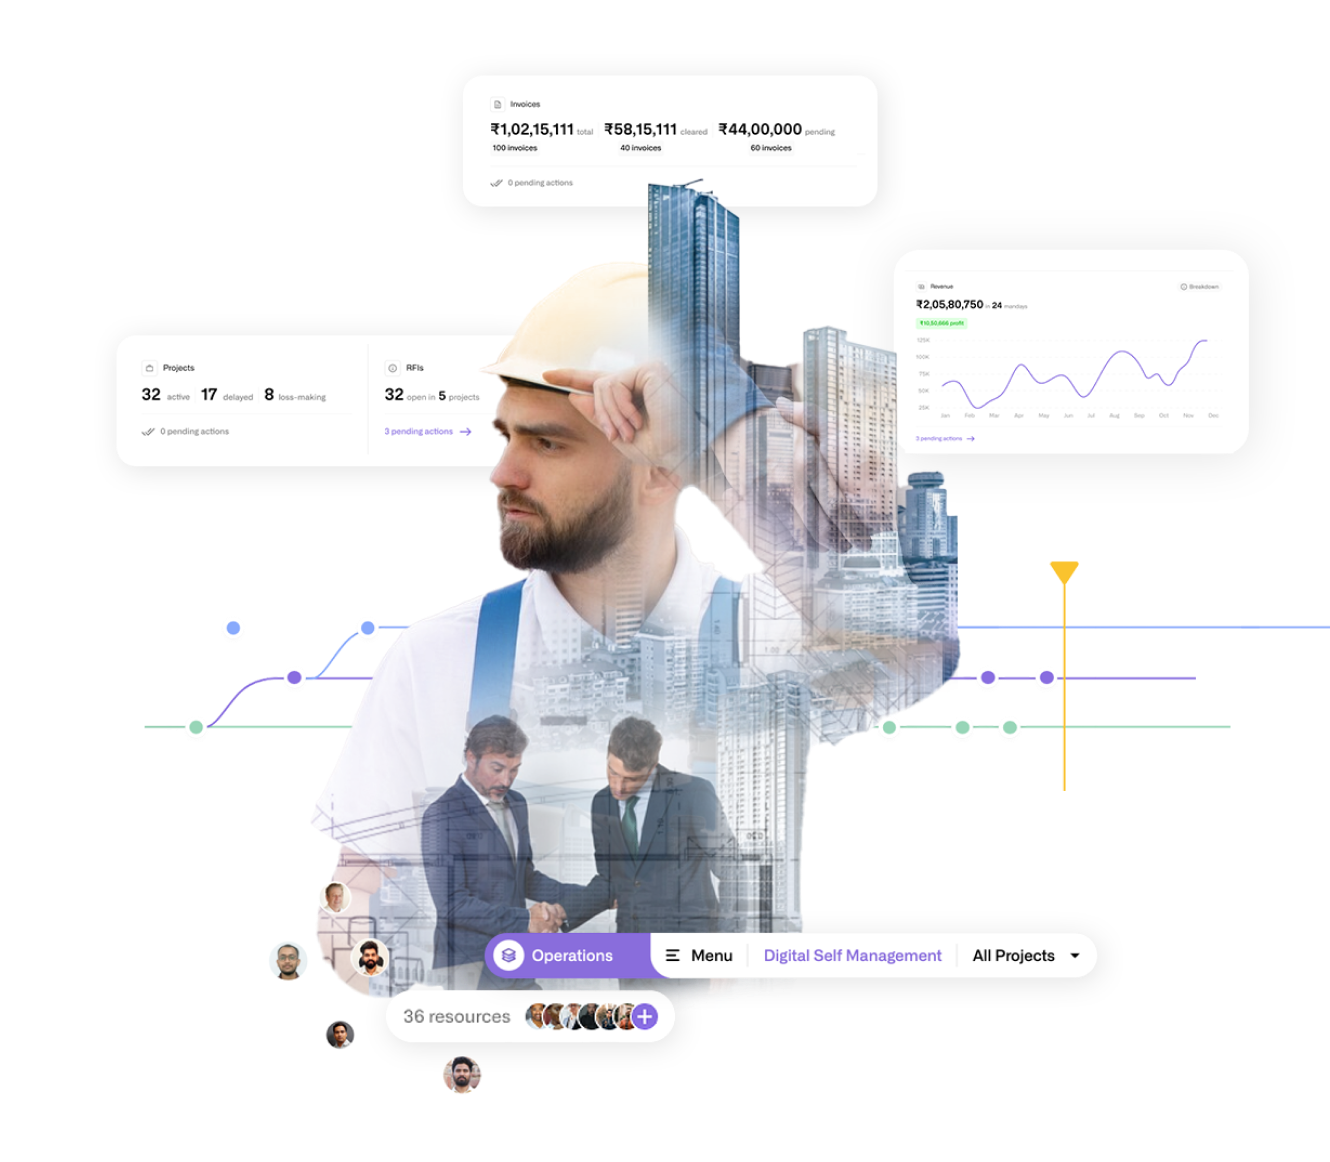 Invoices
₹1,02,15,111 total ₹58,15,111 cleared ₹44,00,000 pending
100 invoices 40 invoices 60 invoices
0 pending actions
Revenue Breakdown
₹2,05,80,750 in 24 mandays
₹10,50,666 profit
125K
100K
75K
50K
25K
Jan Feb Mar Apr May Jun Jul Aug Sep Oct Nov Dec
3 pending actions
Projects
32 active 17 delayed 8 loss-making
0 pending actions
RFIs
32 open in 5 projects
3 pending actions
1:00
Operations Menu Digital Self Management All Projects
36 resources